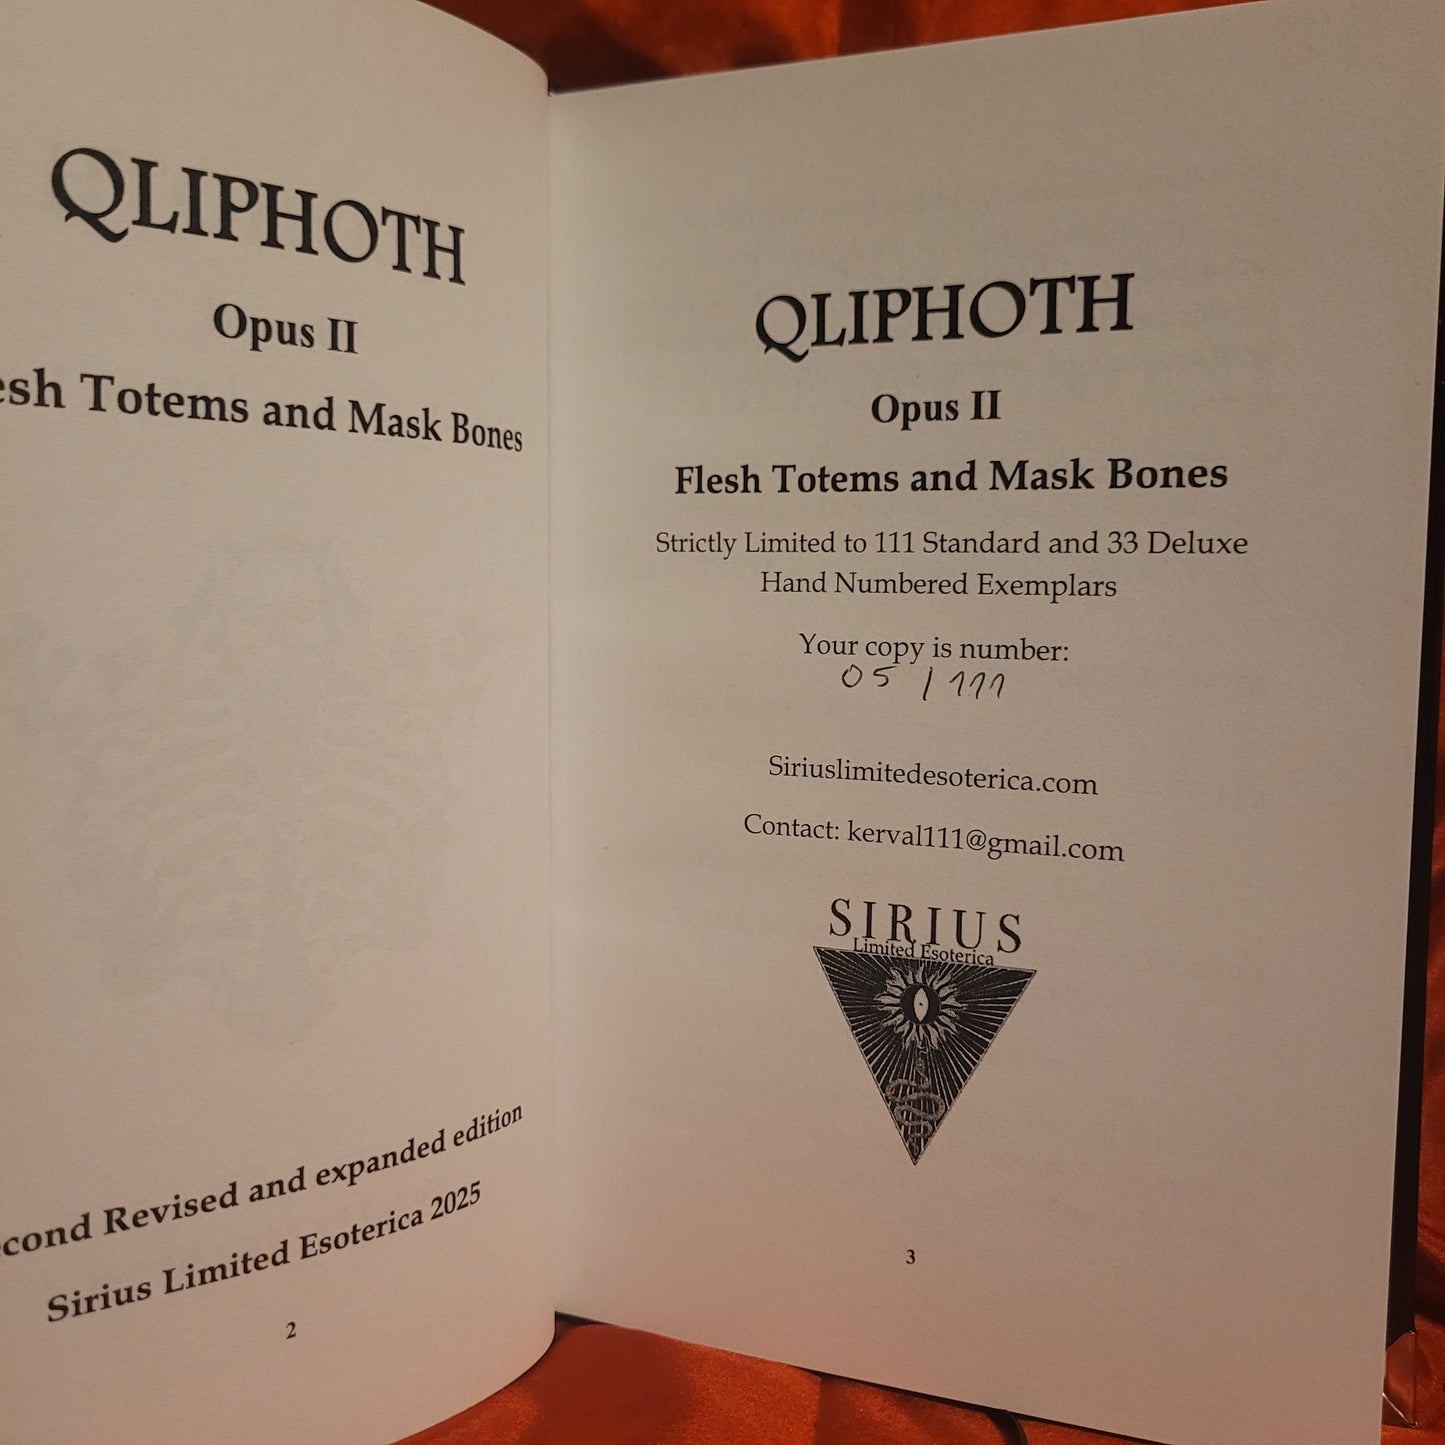 QLIPHOTH
Opus II
esh Totems and Mask Bones
cond Revised and expanded edition
Sirius Limited Esoterica 2025
2
QLIPHOTH
Opus II
Flesh Totems and Mask Bones
Strictly Limited to 111 Standard and 33 Deluxe
Hand Numbered Exemplars
Your copy is number:
05 / 111
Siriuslimitedesoterica.com
Contact: kerval111@gmail.com
SIRIUS
Limited Esoterica
3